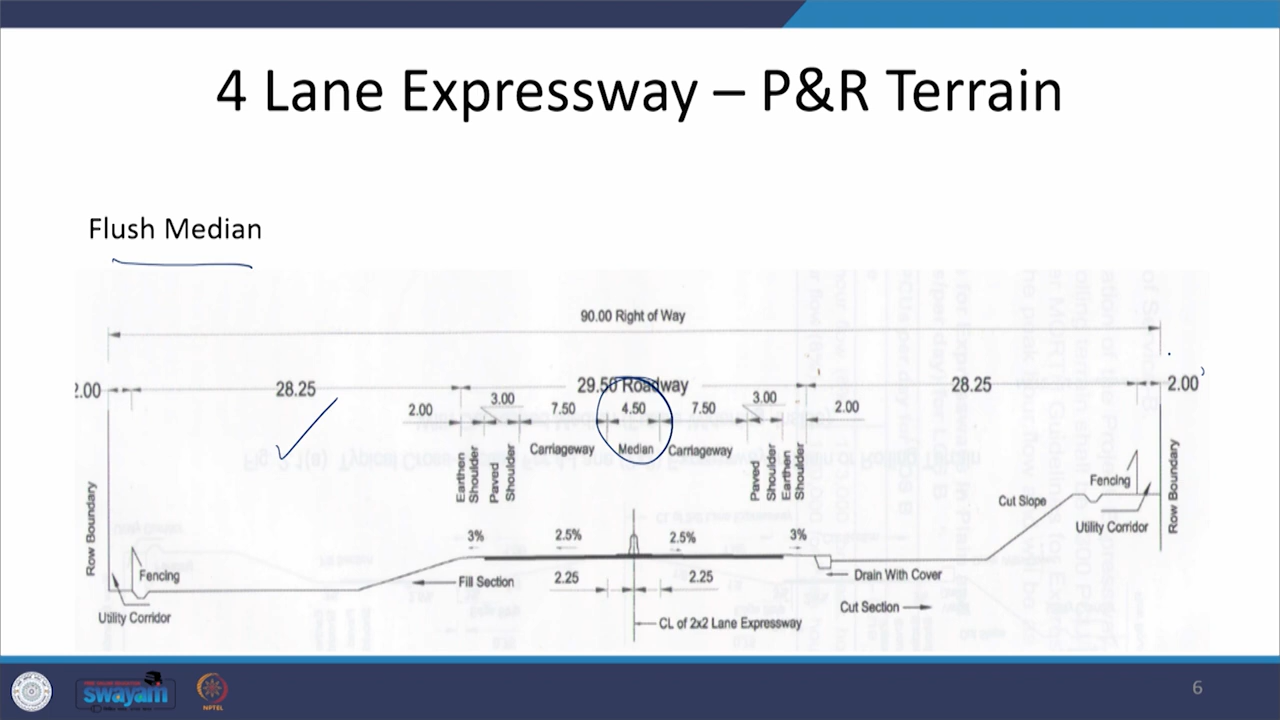 4 Lane Expressway – P&R Terrain
Flush Median
90.00 Right of Way
2.00
28.25
29.50 Roadway
28.25
2.00
2.00
3.00
7.50
4.50
7.50
3.00
2.00
Earthen Shoulder
Paved Shoulder
Carriageway
Median
Carriageway
Paved Shoulder
Earthen Shoulder
Row Boundary
Fencing
Utility Corridor
3%
2.5%
2.5%
3%
Fill Section
2.25
2.25
CL of 2x2 Lane Expressway
Drain With Cover
Cut Section
Cut Slope
Fencing
Utility Corridor
Row Boundary
swayam
NPTEL
6